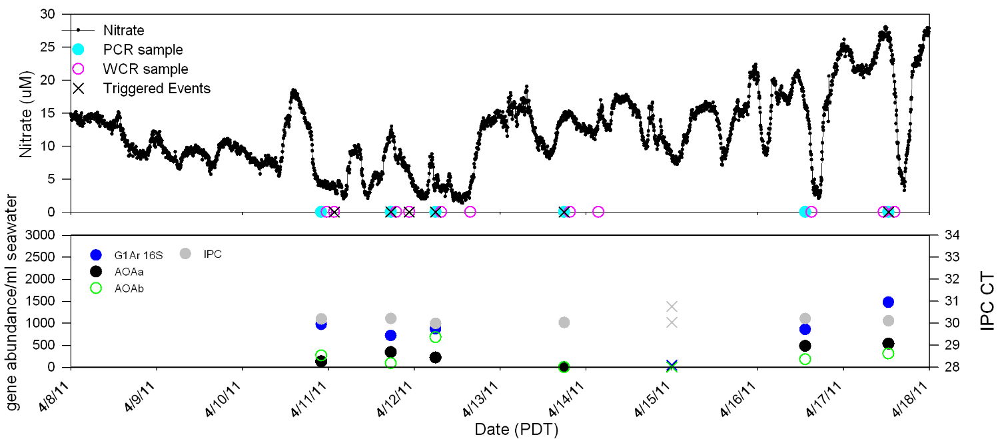 30
25
20
15
10
5
0
Nitrate (uM)
Nitrate
PCR sample
WCR sample
Triggered Events
3000
2500
2000
1500
1000
500
0
gene abundance/ml seawater
G1Ar 16S
IPC
AOAa
AOAb
34
33
32
31
30
29
28
IPC CT
4/8/11
4/9/11
4/10/11
4/11/11
4/12/11
4/13/11
4/14/11
4/15/11
4/16/11
4/17/11
4/18/11
Date (PDT)